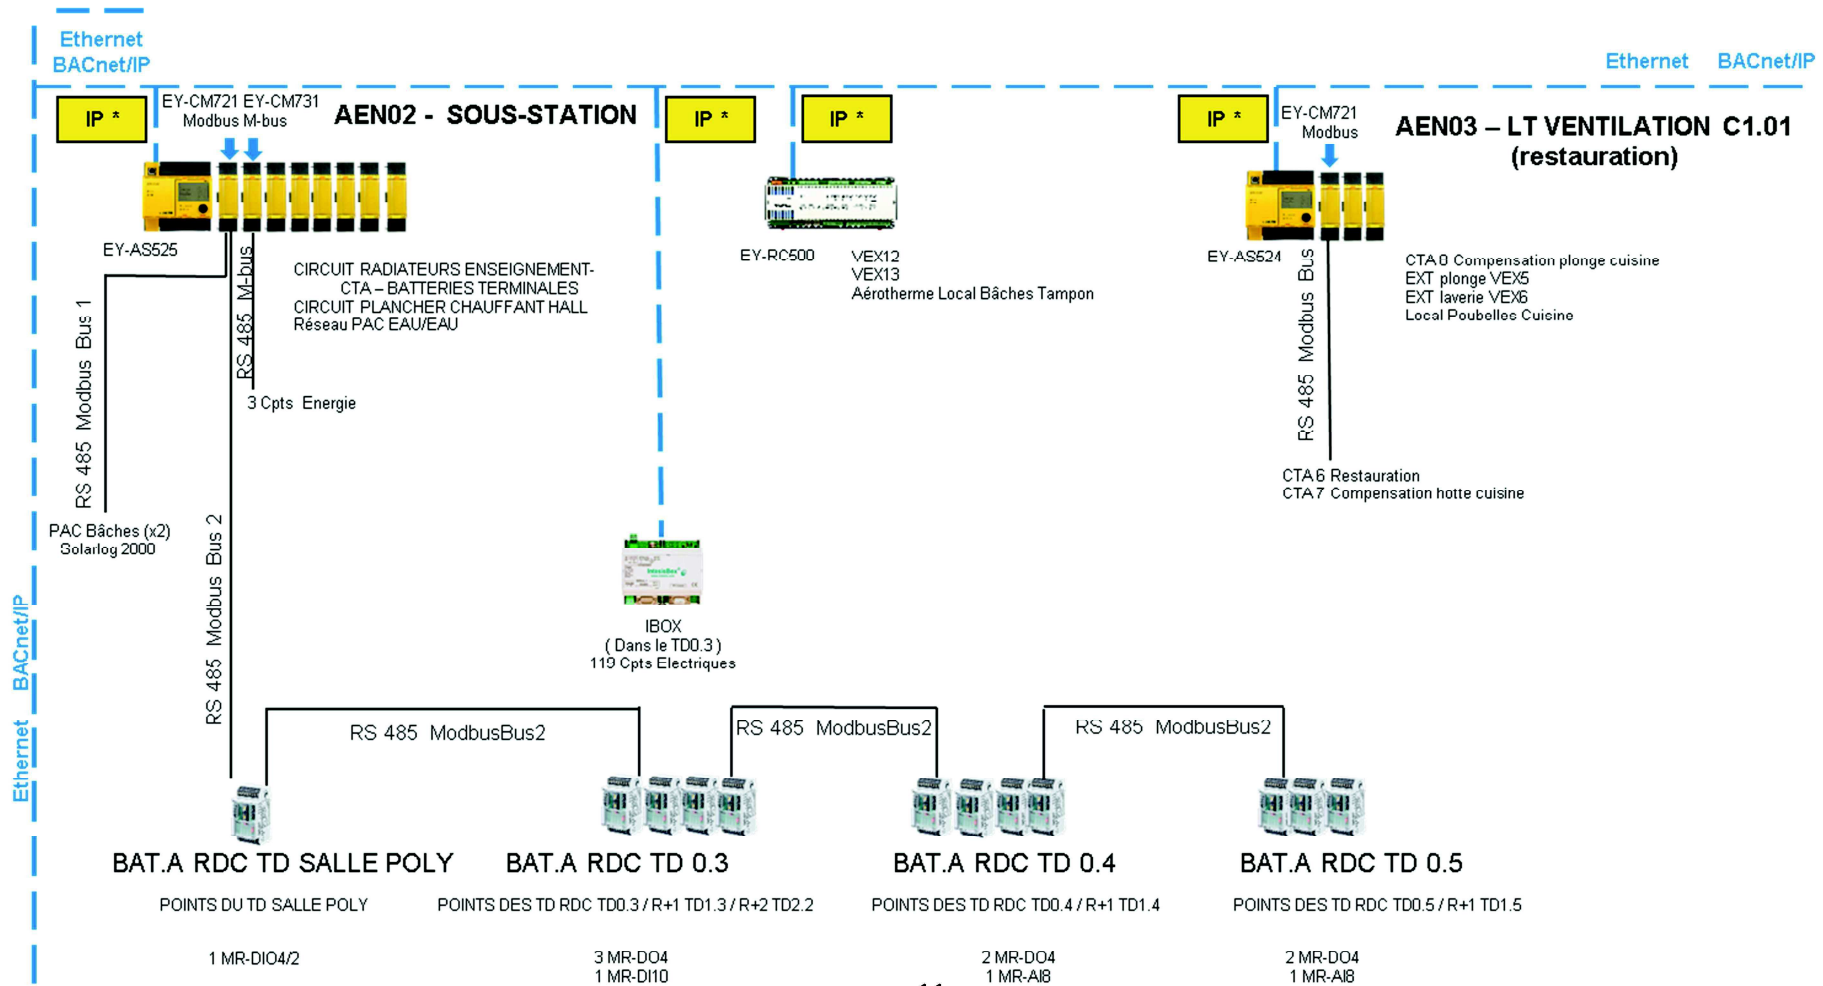 Ethernet
BACnet/IP
Ethernet BACnet/IP
IP *
EY-CM721 EY-CM731
Modbus M-bus
AEN02 - SOUS-STATION
IP *
IP *
IP *
EY-CM721
Modbus
AEN03 – LT VENTILATION C1.01
(restauration)
EY-AS525
CIRCUIT RADIATEURS ENSEIGNEMENT-
CTA – BATTERIES TERMINALES
CIRCUIT PLANCHER CHAUFFANT HALL
Réseau PAC EAU/EAU
EY-RC500
VEX12
VEX13
Aérotherme Local Bâches Tampon
EY-AS524
CTA 0 Compensation plonge cuisine
EXT plonge VEX5
EXT laverie VEX6
Local Poubelles Cuisine
RS 485 Modbus Bus 1
RS 485 M-bus
RS 485 Modbus Bus
3 Cpts Energie
CTA 6 Restauration
CTA 7 Compensation hotte cuisine
PAC Bâches (x2)
Solarlog 2000
RS 485 Modbus Bus 2
IntesisBox
IBOX
( Dans le TD0.3 )
119 Cpts Electriques
Ethernet BACnet/IP
RS 485 ModbusBus2
RS 485 ModbusBus2
RS 485 ModbusBus2
BAT.A RDC TD SALLE POLY
BAT.A RDC TD 0.3
BAT.A RDC TD 0.4
BAT.A RDC TD 0.5
POINTS DU TD SALLE POLY
POINTS DES TD RDC TD0.3 / R+1 TD1.3 / R+2 TD2.2
POINTS DES TD RDC TD0.4 / R+1 TD1.4
POINTS DES TD RDC TD0.5 / R+1 TD1.5
1 MR-DIO4/2
3 MR-DO4
1 MR-DI10
2 MR-DO4
1 MR-AI8
2 MR-DO4
1 MR-AI8